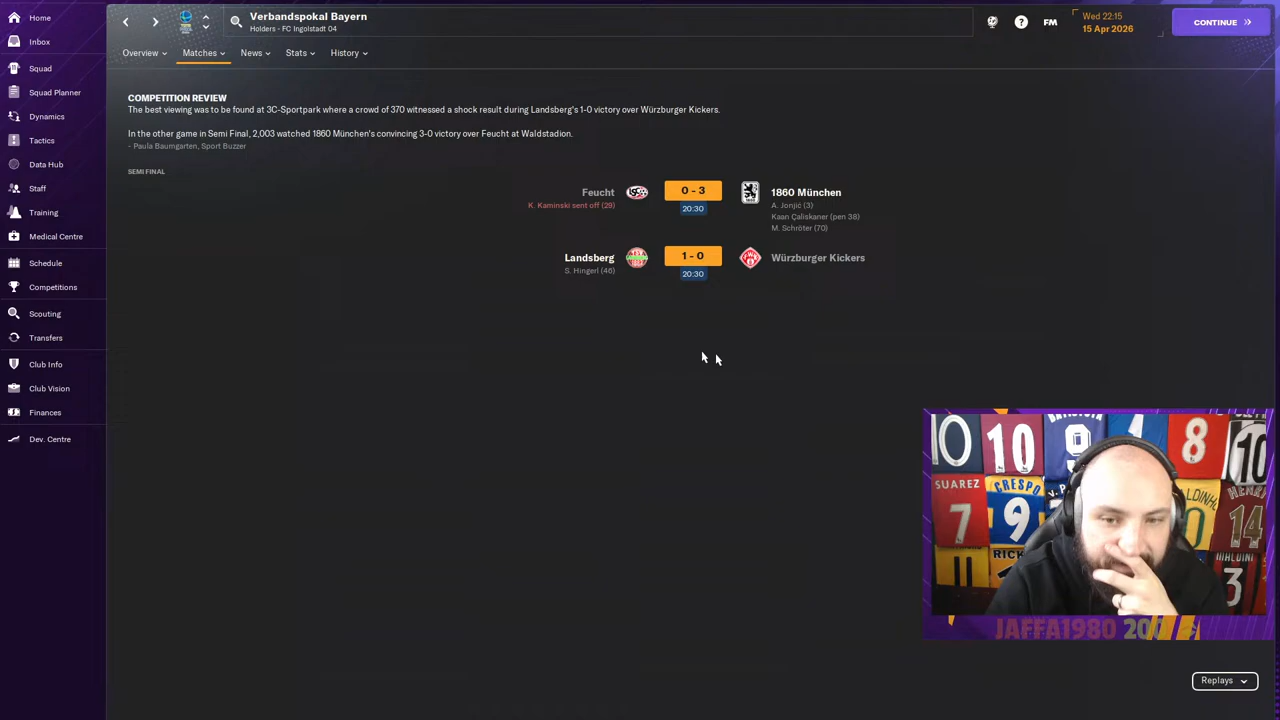 Home
Inbox
Squad
Squad Planner
Dynamics
Tactics
Data Hub
Staff
Training
Medical Centre
Schedule
Competitions
Scouting
Transfers
Club Info
Club Vision
Finances
Dev. Centre
Verbandspokal Bayern
Holders - FC Ingolstadt 04
FM
Wed 22:15
15 Apr 2026
CONTINUE
Overview
Matches
News
Stats
History
COMPETITION REVIEW
The best viewing was to be found at 3C-Sportpark where a crowd of 370 witnessed a shock result during Landsberg's 1-0 victory over Würzburger Kickers.
In the other game in Semi Final, 2,003 watched 1860 München's convincing 3-0 victory over Feucht at Waldstadion.
- Paula Baumgarten, Sport Buzzer
SEMI FINAL
Feucht
0 - 3
1860 München
K. Kaminski sent off (29)
20:30
A. Jonjić (3)
Kaan Çaliskaner (pen 38)
M. Schröter (70)
Landsberg
1 - 0
Würzburger Kickers
S. Hingerl (46)
20:30
10
10
9
8
10
SUAREZ
7
CRESPO
9
HENRY
14
3
JAFFA1980 200
Replays